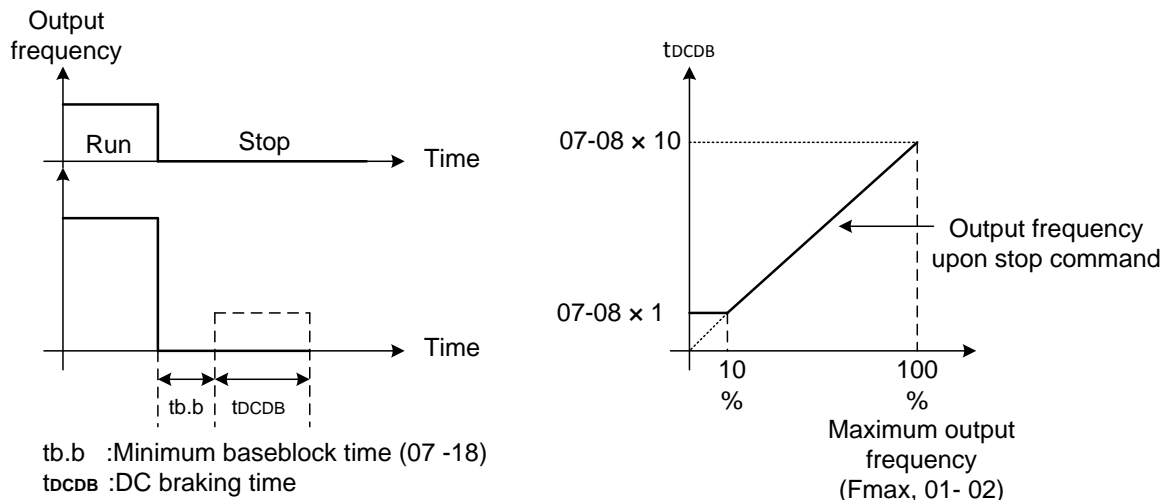 Output
frequency
Run
Stop
Time
Time
tb.b
tDCDB
tb.b :Minimum baseblock time (07 -18)
tDCDB :DC braking time
tDCDB
07-08 × 10
Output frequency
upon stop command
07-08 × 1
10
%
100
%
Maximum output
frequency
(Fmax, 01- 02)